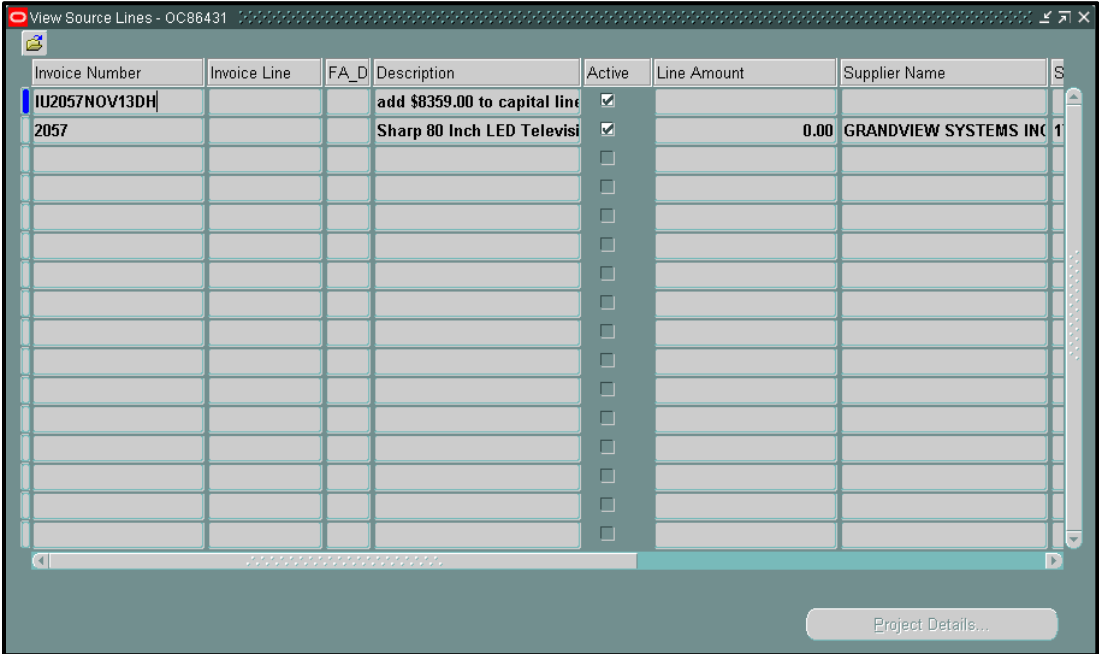 View Source Lines - OC86431
Invoice Number Invoice Line FA_D Description Active Line Amount Supplier Name S
IU2057NOV13DH add $8359.00 to capital line
2057 Sharp 80 Inch LED Televisi 0.00 GRANDVIEW SYSTEMS INC 1
Project Details...